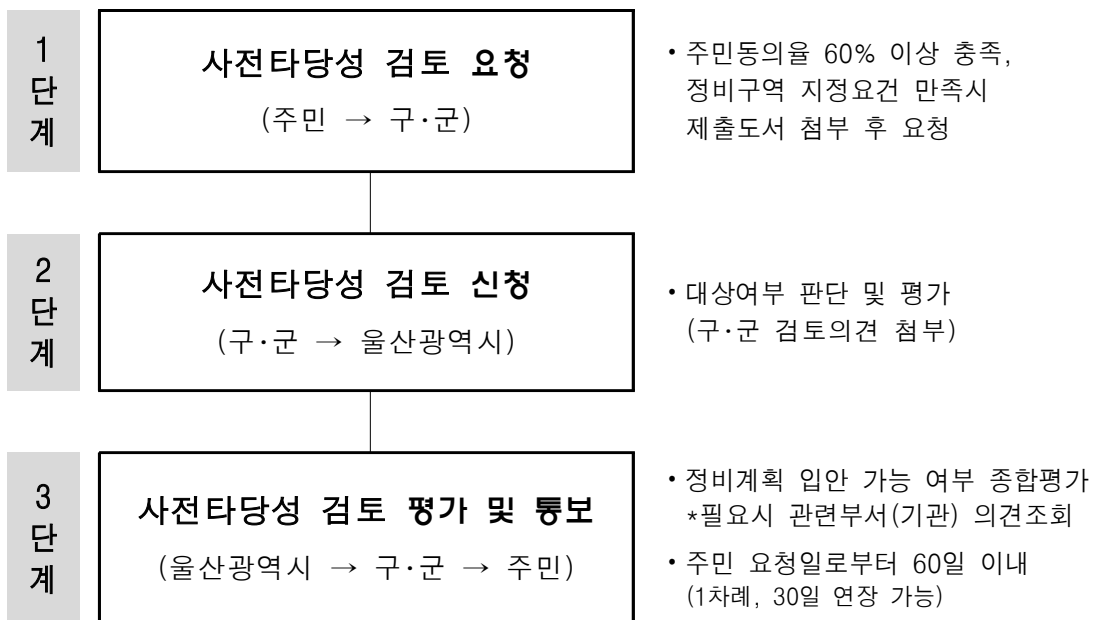 1
단
계
사전타당성 검토 요청
(주민 → 구·군)
• 주민동의율 60% 이상 충족,
정비구역 지정요건 만족시
제출도서 첨부 후 요청
2
단
계
사전타당성 검토 신청
(구·군 → 울산광역시)
• 대상여부 판단 및 평가
(구·군 검토의견 첨부)
3
단
계
사전타당성 검토 평가 및 통보
(울산광역시 → 구·군 → 주민)
• 정비계획 입안 가능 여부 종합평가
*필요시 관련부서(기관) 의견조회
• 주민 요청일로부터 60일 이내
(1차례, 30일 연장 가능)